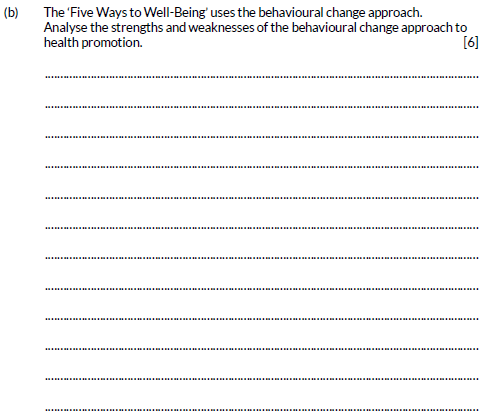 (b) The 'Five Ways to Well-Being' uses the behavioural change approach.
Analyse the strengths and weaknesses of the behavioural change approach to
health promotion. [6]